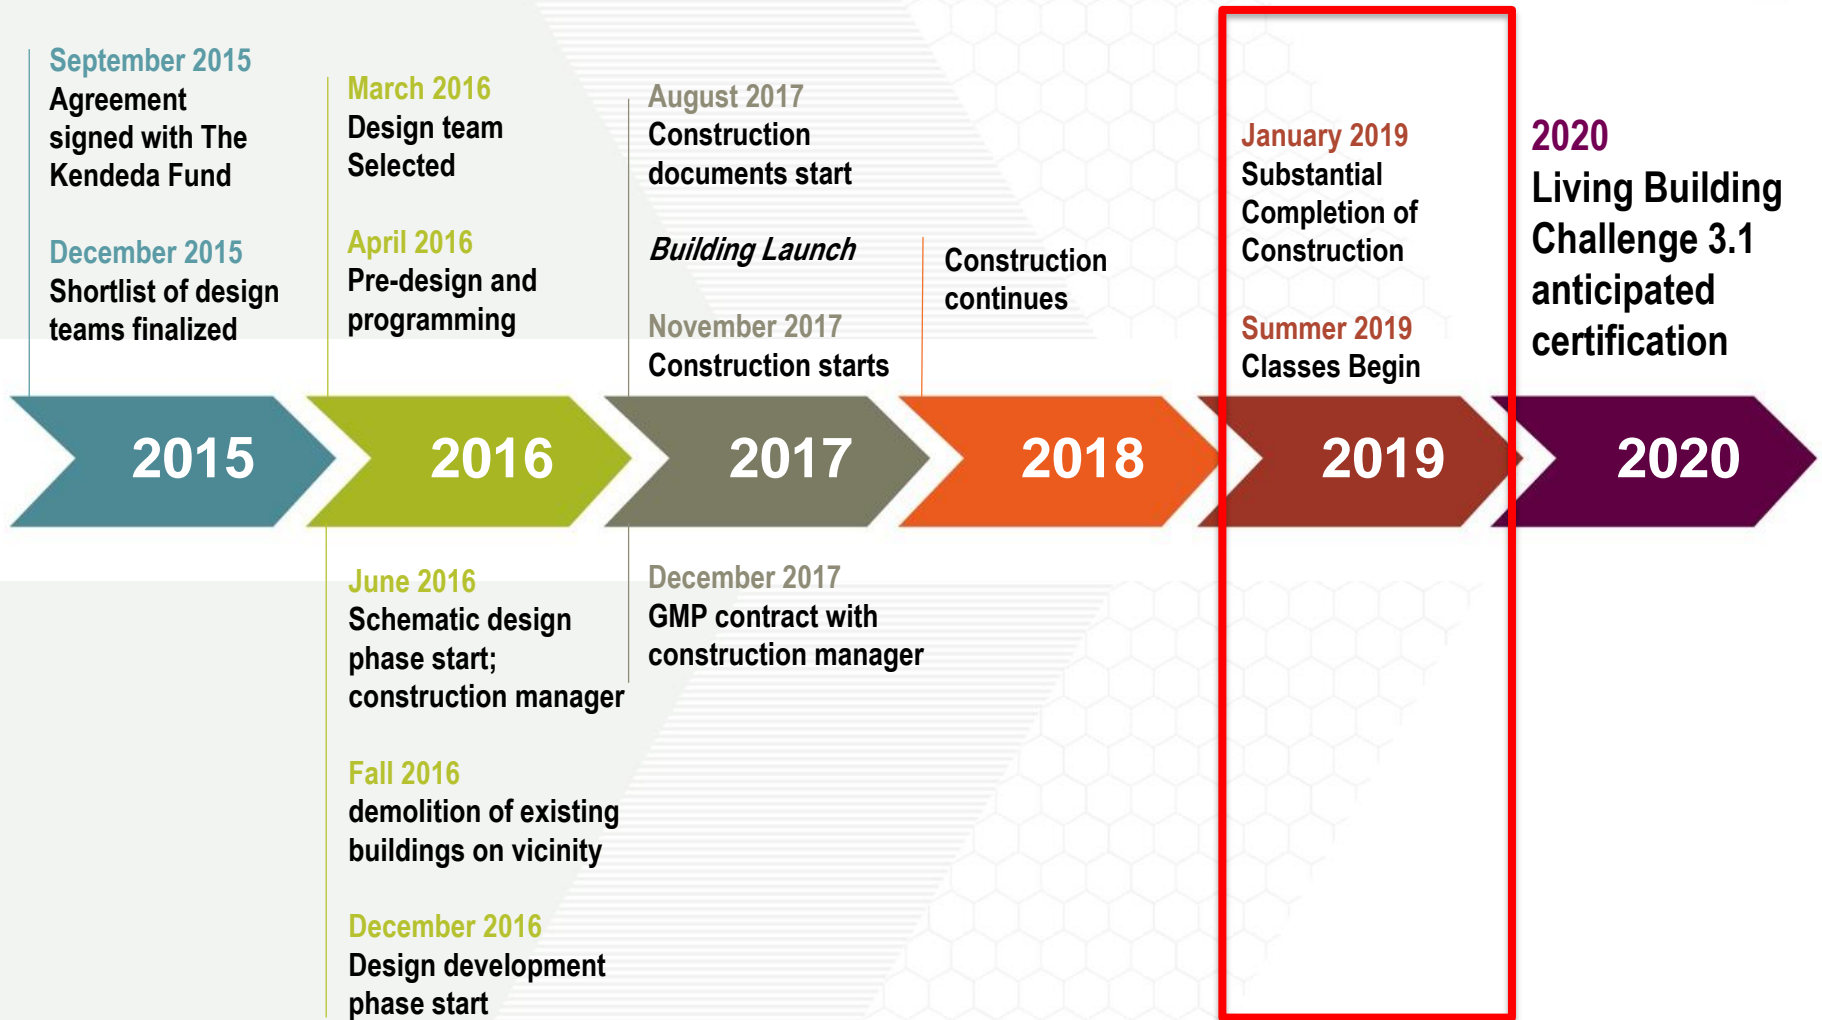 September 2015
Agreement
signed with The
Kendeda Fund
December 2015
Shortlist of design
teams finalized
March 2016
Design team
Selected
April 2016
Pre-design and
programming
August 2017
Construction
documents start
Building Launch
November 2017
Construction starts
Construction
continues
January 2019
Substantial
Completion of
Construction
Summer 2019
Classes Begin
2020
Living Building
Challenge 3.1
anticipated
certification
2015
2016
2017
2018
2019
2020
June 2016
Schematic design
phase start;
construction manager
Fall 2016
demolition of existing
buildings on vicinity
December 2016
Design development
phase start
December 2017
GMP contract with
construction manager